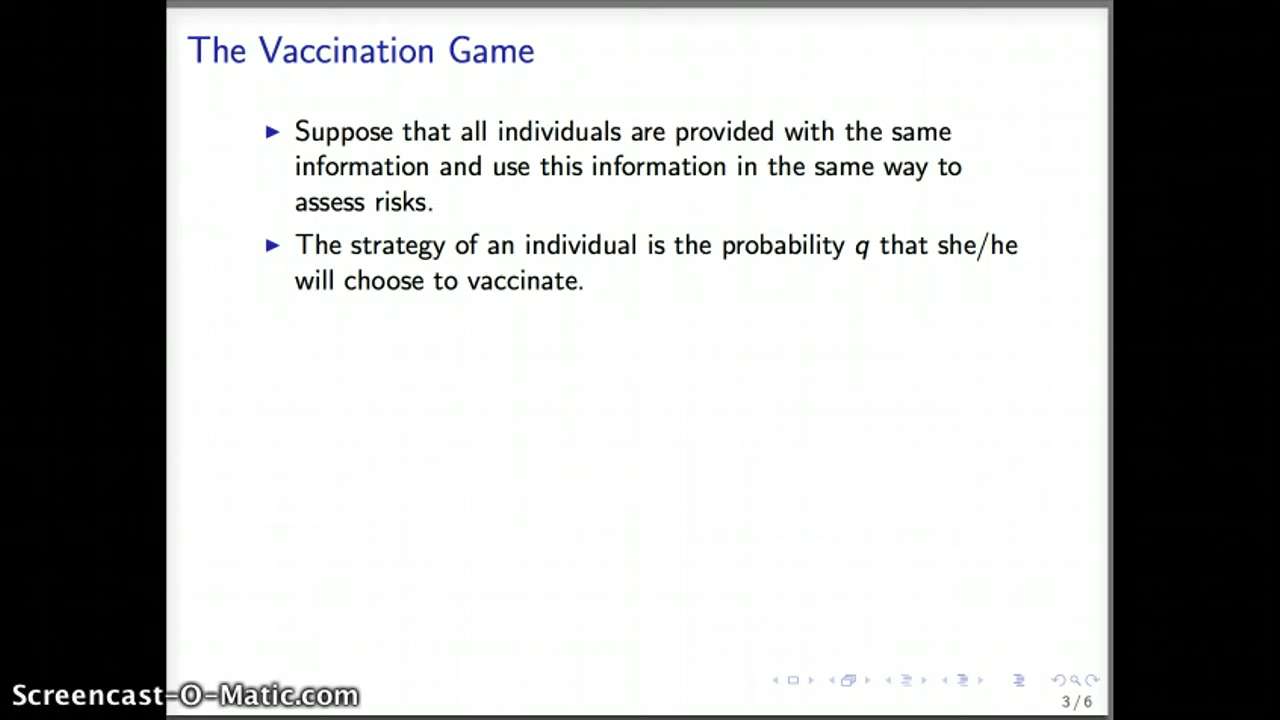 The Vaccination Game
Suppose that all individuals are provided with the same
information and use this information in the same way to
assess risks.
The strategy of an individual is the probability q that she/he
will choose to vaccinate.
3/6
Screencast-O-Matic.com